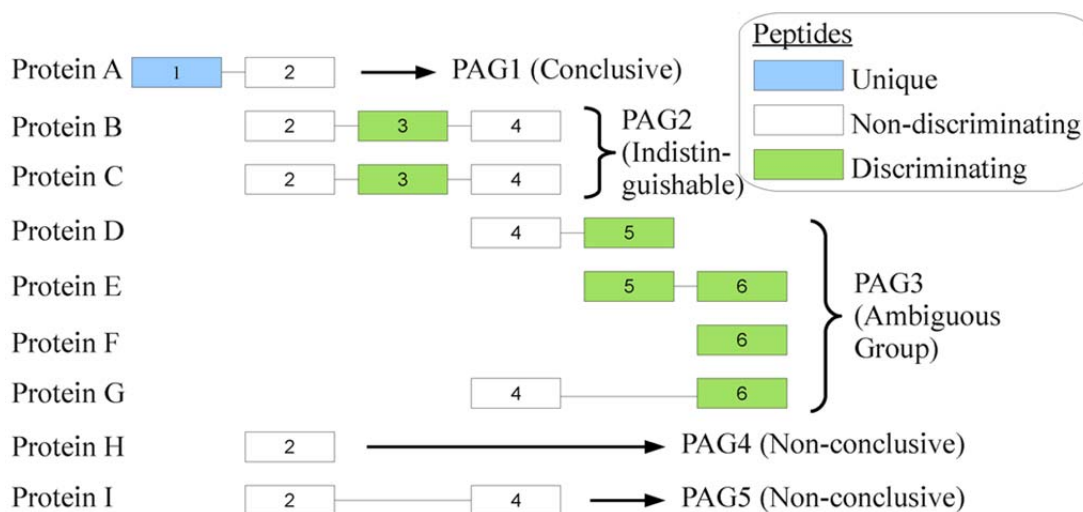 Protein A 1 2 PAG1 (Conclusive)
Protein B 2 3 4
Protein C 2 3 4
PAG2
(Indistin-
guishable)
Protein D 4 5
Protein E 5 6
Protein F 6
Protein G 4 6
PAG3
(Ambiguous
Group)
Protein H 2 PAG4 (Non-conclusive)
Protein I 2 4 PAG5 (Non-conclusive)
Peptides
Unique
Non-discriminating
Discriminating